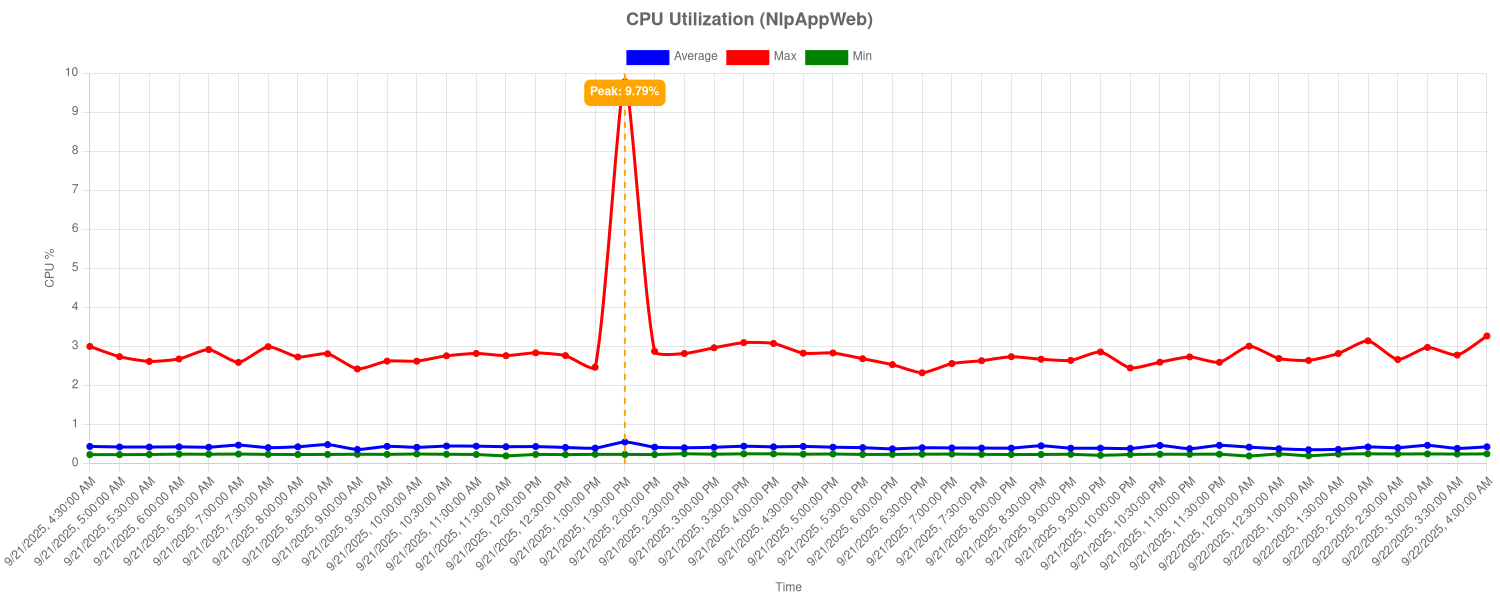 CPU Utilization (NlpAppWeb)
Average Max Min
Peak: 9.79%
10
9
8
7
6
5
4
3
2
1
0
CPU %
9/21/2025, 4:30:00 AM
9/21/2025, 5:00:00 AM
9/21/2025, 5:30:00 AM
9/21/2025, 6:00:00 AM
9/21/2025, 6:30:00 AM
9/21/2025, 7:00:00 AM
9/21/2025, 7:30:00 AM
9/21/2025, 8:00:00 AM
9/21/2025, 8:30:00 AM
9/21/2025, 9:00:00 AM
9/21/2025, 9:30:00 AM
9/21/2025, 10:00:00 AM
9/21/2025, 10:30:00 AM
9/21/2025, 11:00:00 AM
9/21/2025, 11:30:00 AM
9/21/2025, 12:00:00 PM
9/21/2025, 12:30:00 PM
9/21/2025, 1:00:00 PM
9/21/2025, 1:30:00 PM
9/21/2025, 2:00:00 PM
9/21/2025, 2:30:00 PM
9/21/2025, 3:00:00 PM
9/21/2025, 3:30:00 PM
9/21/2025, 4:00:00 PM
9/21/2025, 4:30:00 PM
9/21/2025, 5:00:00 PM
9/21/2025, 5:30:00 PM
9/21/2025, 6:00:00 PM
9/21/2025, 6:30:00 PM
9/21/2025, 7:00:00 PM
9/21/2025, 7:30:00 PM
9/21/2025, 8:00:00 PM
9/21/2025, 8:30:00 PM
9/21/2025, 9:00:00 PM
9/21/2025, 9:30:00 PM
9/21/2025, 10:00:00 PM
9/21/2025, 10:30:00 PM
9/21/2025, 11:00:00 PM
9/21/2025, 11:30:00 PM
9/22/2025, 12:00:00 AM
9/22/2025, 12:30:00 AM
9/22/2025, 1:00:00 AM
9/22/2025, 1:30:00 AM
9/22/2025, 2:00:00 AM
9/22/2025, 2:30:00 AM
9/22/2025, 3:00:00 AM
9/22/2025, 3:30:00 AM
9/22/2025, 4:00:00 AM
Time